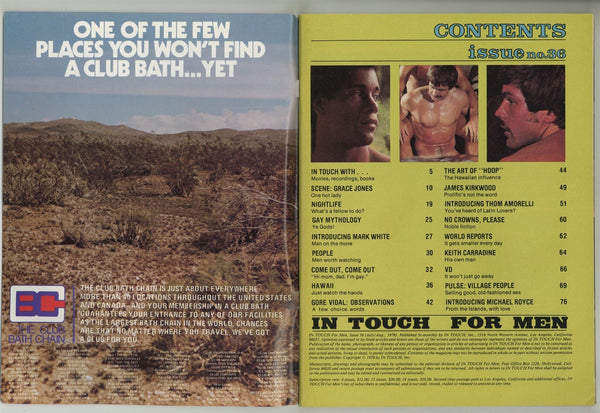 ONE OF THE FEW
PLACES YOU WON'T FIND
A CLUB BATH...YET
THE CLUB BATH CHAIN IS JUST ABOUT EVERYWHERE.
MORE THAN 40 LOCATIONS THROUGHOUT THE UNITED STATES
AND CANADA—AND YOUR MEMBERSHIP IN A CLUB BATH
GUARANTEES YOUR ENTRANCE TO ANY OF OUR FACILITIES.
AS THE LARGEST BATH CHAIN IN THE WORLD, CHANCES
ARE THAT NO MATTER WHERE YOU TRAVEL, WE'VE GOT
A CLUB FOR YOU.
THE CLUB
BATH CHAIN
CONTENTS
issue no.36
IN TOUCH WITH . . . 5
Movies, recordings, books
SCENE: GRACE JONES 10
One hot lady
NIGHTLIFE 19
What's a fellow to do?
GAY MYTHOLOGY 25
Ye Gods!
INTRODUCING MARK WHITE 27
Men on the move
PEOPLE 30
Men worth watching
COME OUT, COME OUT 32
"Hi mom, dad. I'm gay."
HAWAII 36
Just watch the hands
GORE VIDAL: OBSERVATIONS 42
A few choice words
THE ART OF "HOOP" 44
The Hawaiian influence
JAMES KIRKWOOD 49
Prolific's not the word
INTRODUCING THOM AMORELLI 51
You've heard of Latin Lovers?
NO CROWNS, PLEASE 60
Noble fiction
WORLD REPORTS 62
It gets smaller every day
KEITH CARRADINE 64
His own man
VD 66
It won't just go away
PULSE: VILLAGE PEOPLE 69
Selling good, old-fashioned sex
INTRODUCING MICHAEL ROYCE 76
From the Islands, with love
IN TOUCH FOR MEN